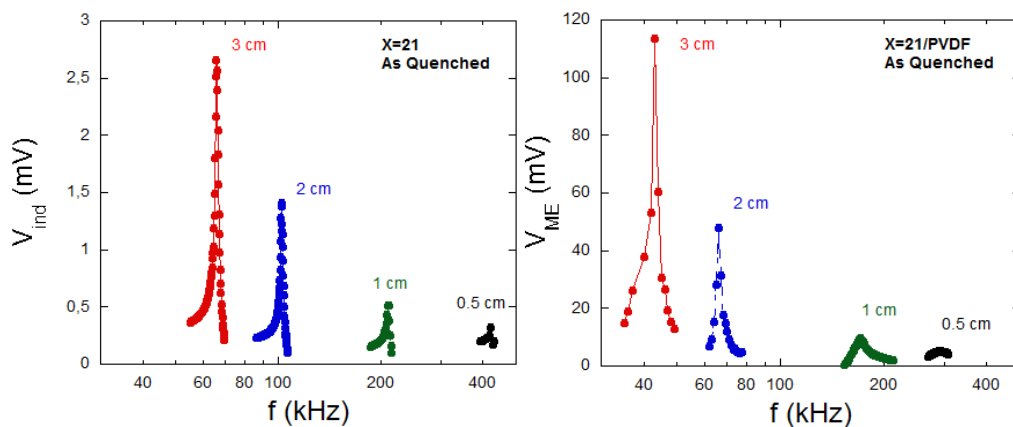 3
2,5
2
1,5
1
0,5
0
V_ind (mV)
3 cm
2 cm
1 cm
0.5 cm
X=21
As Quenched
40
60
80
100
200
400
f (kHz)
120
100
80
60
40
20
0
V_ME (mV)
3 cm
2 cm
1 cm
0.5 cm
X=21/PVDF
As Quenched
40
60
80
100
200
400
f (kHz)